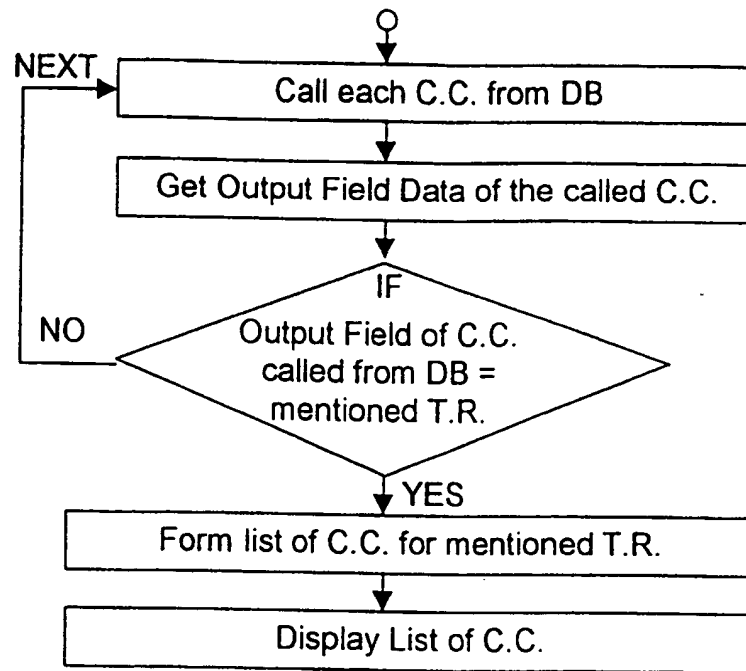 NEXT
Call each C.C. from DB
Get Output Field Data of the called C.C.
IF
NO
Output Field of C.C.
called from DB =
mentioned T.R.
YES
Form list of C.C. for mentioned T.R.
Display List of C.C.